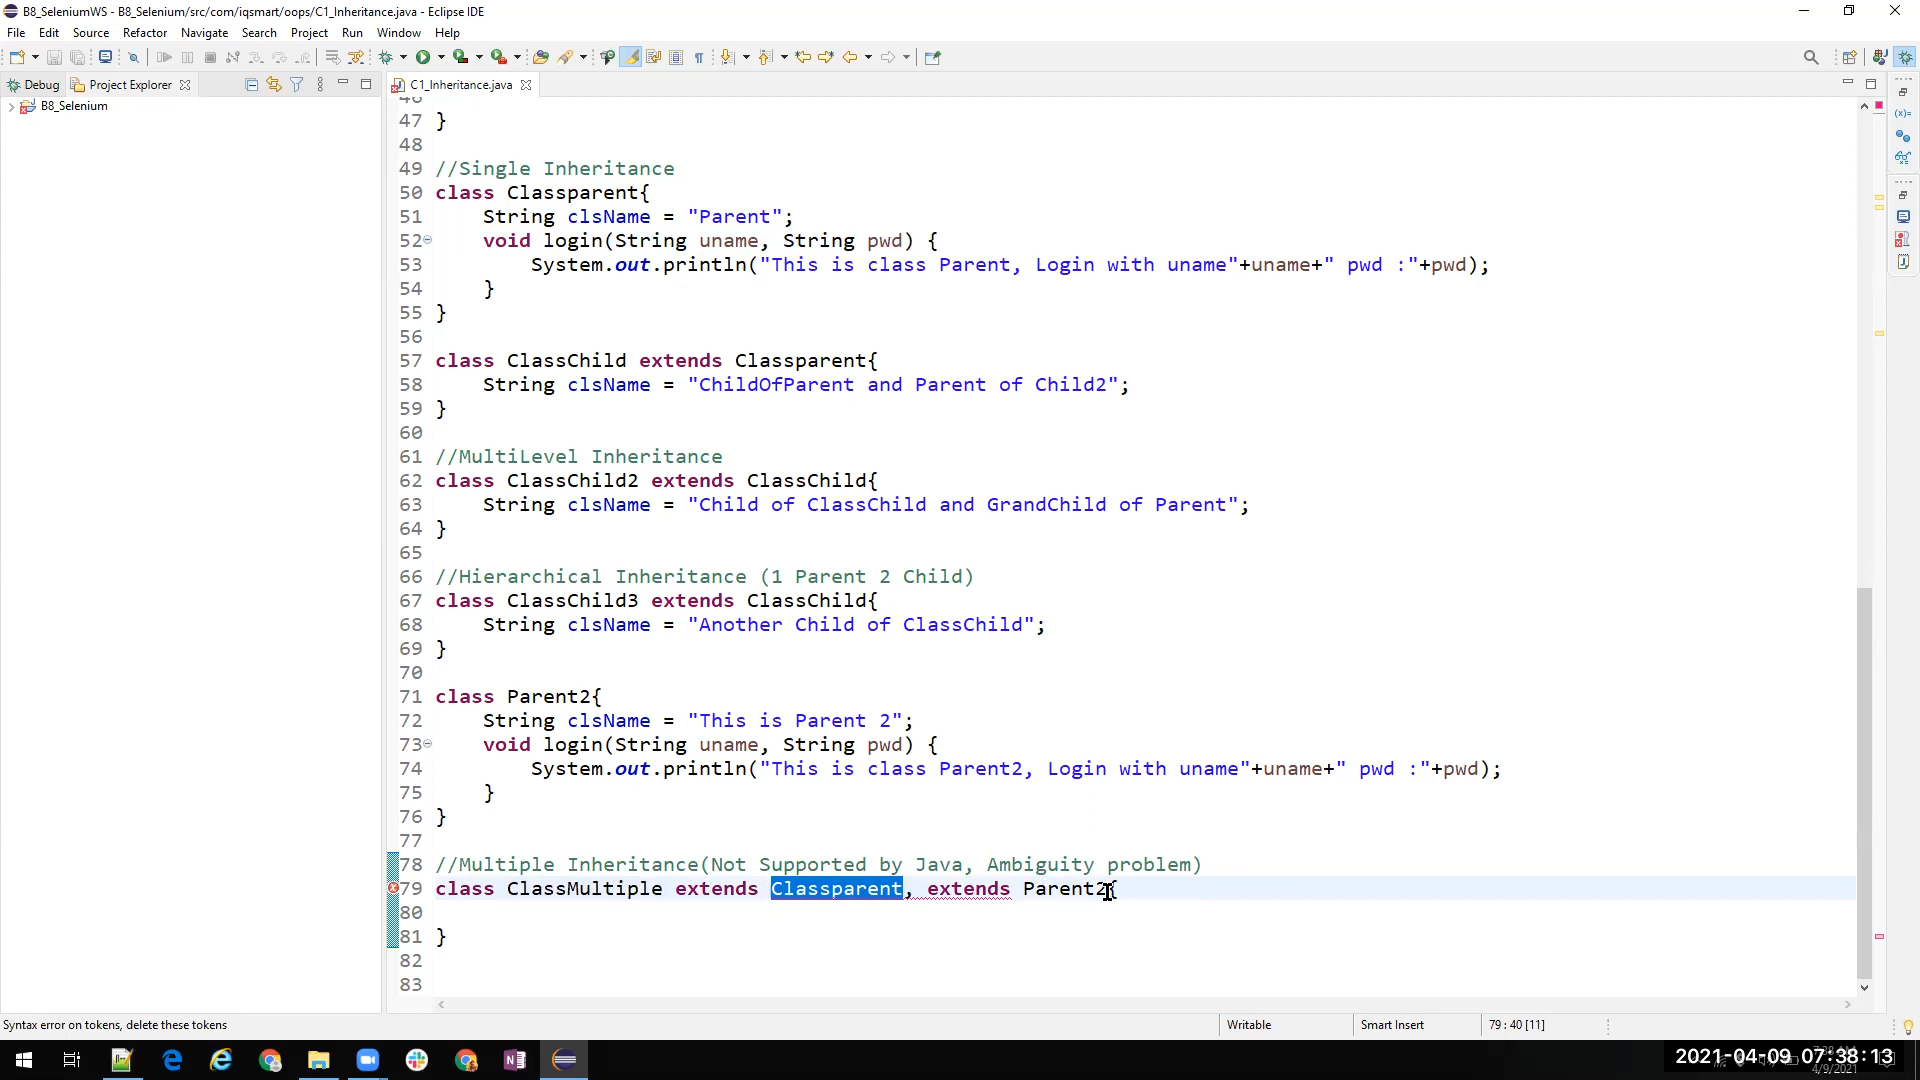 B8_SeleniumWS - B8_Selenium/src/com/iqsmart/oops/C1_Inheritance.java - Eclipse IDE
File Edit Source Refactor Navigate Search Project Run Window Help
Debug Project Explorer C1_Inheritance.java
B8_Selenium
46
47 }
48
49 //Single Inheritance
50 class Classparent{
51 String clsName = "Parent";
52 void login(String uname, String pwd) {
53 System.out.println("This is class Parent, Login with uname"+uname+" pwd :"+pwd);
54 }
55 }
56
57 class ClassChild extends Classparent{
58 String clsName = "ChildOfParent and Parent of Child2";
59 }
60
61 //MultiLevel Inheritance
62 class ClassChild2 extends ClassChild{
63 String clsName = "Child of ClassChild and GrandChild of Parent";
64 }
65
66 //Hierarchical Inheritance (1 Parent 2 Child)
67 class ClassChild3 extends ClassChild{
68 String clsName = "Another Child of ClassChild";
69 }
70
71 class Parent2{
72 String clsName = "This is Parent 2";
73 void login(String uname, String pwd) {
74 System.out.println("This is class Parent2, Login with uname"+uname+" pwd :"+pwd);
75 }
76 }
77
78 //Multiple Inheritance(Not Supported by Java, Ambiguity problem)
79 class ClassMultiple extends Classparent, extends Parent2{
80
81 }
82
83
Syntax error on tokens, delete these tokens Writable Smart Insert 79 : 40 [11]
2021-04-09 07:38:13
4/9/2021